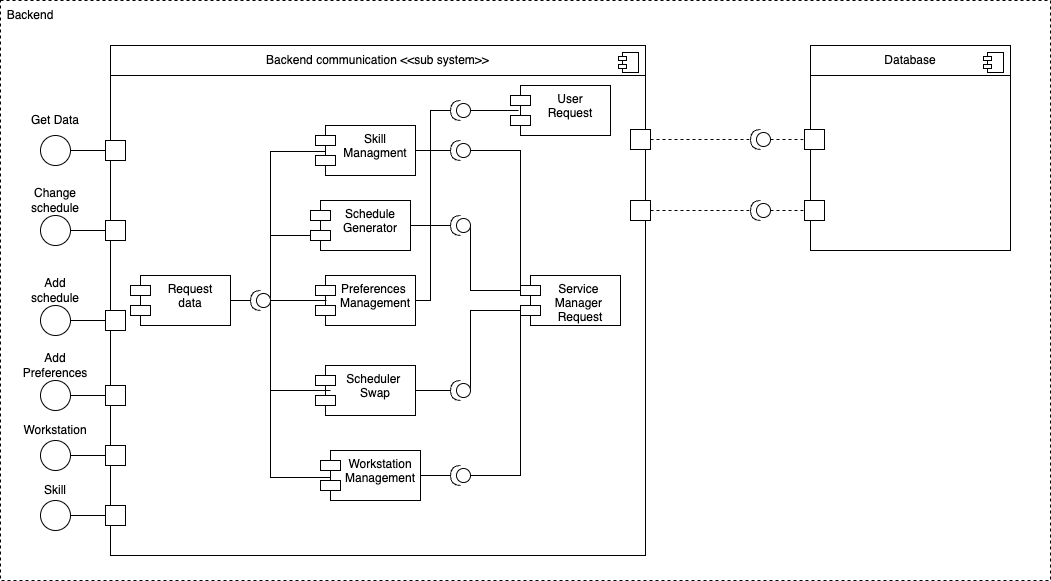 Backend
Backend communication <<sub system>>
Database
User
Request
Get Data
Skill
Managment
Change
schedule
Schedule
Generator
Add
schedule
Request
data
Preferences
Management
Service
Manager
Request
Add
Preferences
Scheduler
Swap
Workstation
Workstation
Management
Skill